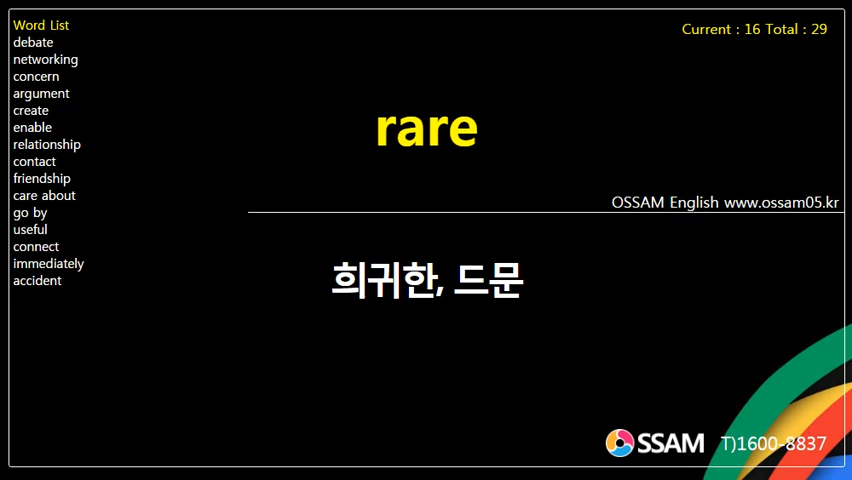 Word List
debate
networking
concern
argument
create
enable
relationship
contact
friendship
care about
go by
useful
connect
immediately
accident
Current : 16 Total : 29
rare
OSSAM English www.ossam05.kr
희귀한, 드문
OSSAM T)1600-8837